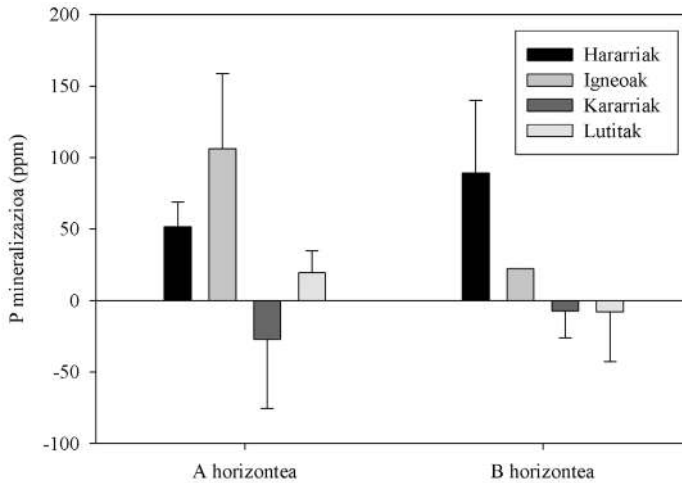 200
150
100
50
0
-50
-100
P mineralizazioa (ppm)
Hararriak
Igneoak
Kararriak
Lutitak
A horizontea
B horizontea